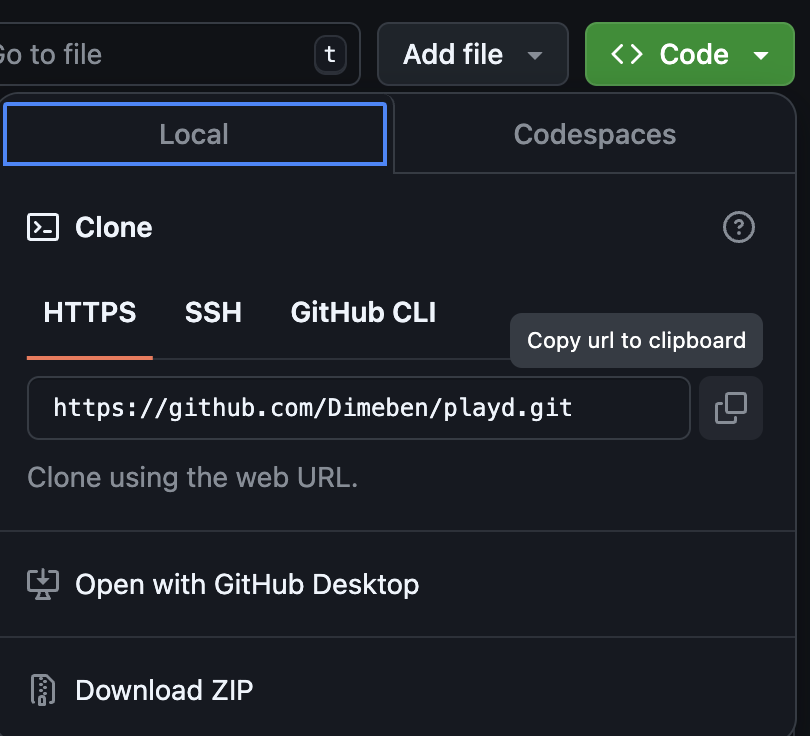 Go to file
t
Add file
Code
Local
Codespaces
Clone
HTTPS
SSH
GitHub CLI
Copy url to clipboard
https://github.com/Dimeben/playd.git
Clone using the web URL.
Open with GitHub Desktop
Download ZIP